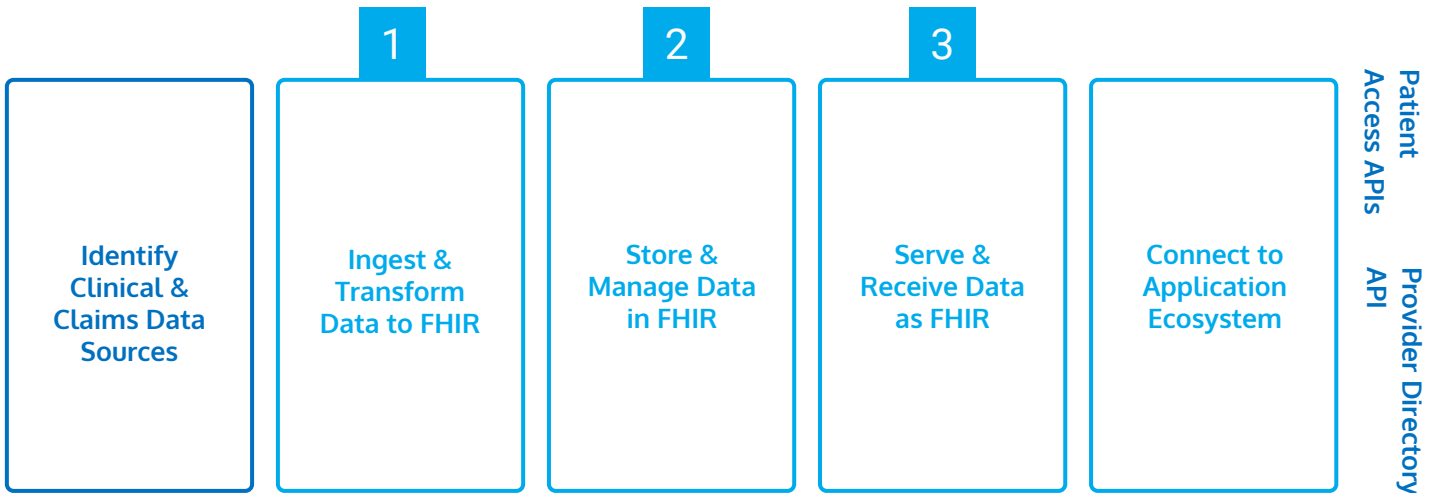 1
2
3
Identify
Clinical &
Claims Data
Sources
Ingest &
Transform
Data to FHIR
Store &
Manage Data
in FHIR
Serve &
Receive Data
as FHIR
Connect to
Application
Ecosystem
Patient
Access APIs
Provider Directory
API